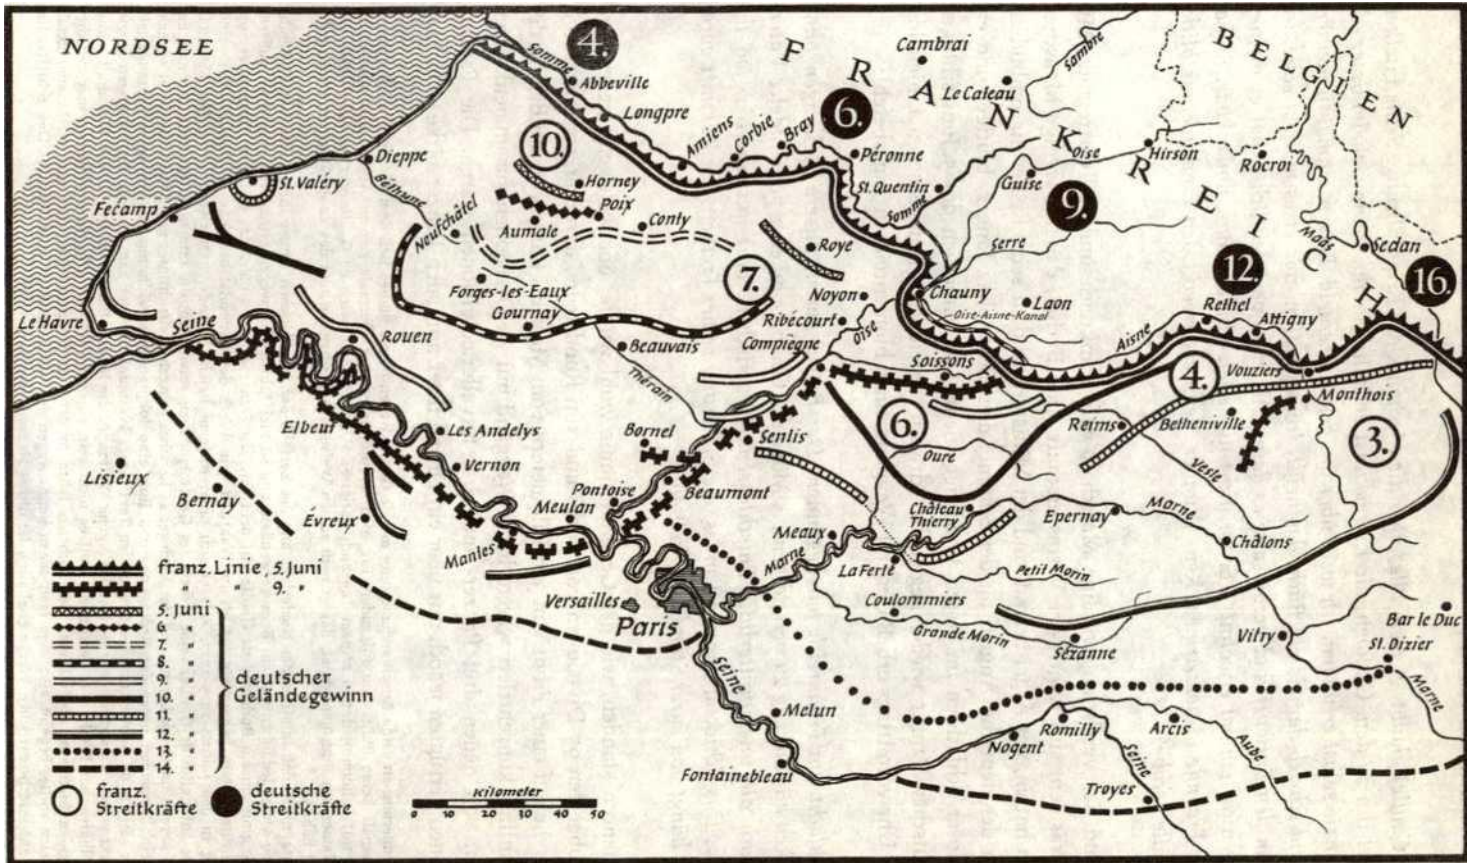 NORDSEE
4.
Somme
Abbeville
Longpre
F R A N K R E I C H
Cambrai
Le Cateau
Sambre
BELGIEN
6.
Amiens
Corbie
Bray
Péronne
Oise
Hirson
Rocroi
10.
Dieppe
St. Valéry
Béthune
Horney
Poix
St. Quentin
Guise
9.
Fecamp
Neufchâtel
Aumale
Conty
Somme
Serre
Maas
Sedan
Roye
12.
16.
Forges-les-Eaux
7.
Noyon
Chauny
Laon
Rethel
Attigny
Le Havre
Seine
Gournay
Ribécourt
Oise
Oise-Aisne-Kanal
Aisne
Rouen
Beauvais
Compiègne
Soissons
Vouziers
Thérain
4.
Monthois
Elbeuf
Les Andelys
Bornel
Senlis
6.
Reims
Betheniville
3.
Lisieux
Bernay
Vernon
Oure
Vesle
Pontoise
Beaumont
Évreux
Meulan
Château
Thierry
Epernay
Marne
Mantes
Meaux
Châlons
Marne
La Ferté
Petit Morin
Versailles
Paris
Coulommiers
Grande Morin
Sézanne
Vitry
Bar le Duc
St. Dizier
Marne
Seine
Melun
Nogent
Romilly
Arcis
Aube
Fontainebleau
Seine
Troyes
franz. Linie, 5. Juni
" " 9. "
5. Juni
6. "
7. "
8. "
9. "
10. "
11. "
12. "
13. "
14. "
deutscher
Geländegewinn
franz.
Streitkräfte
deutsche
Streitkräfte
Kilometer
0 10 20 30 40 50